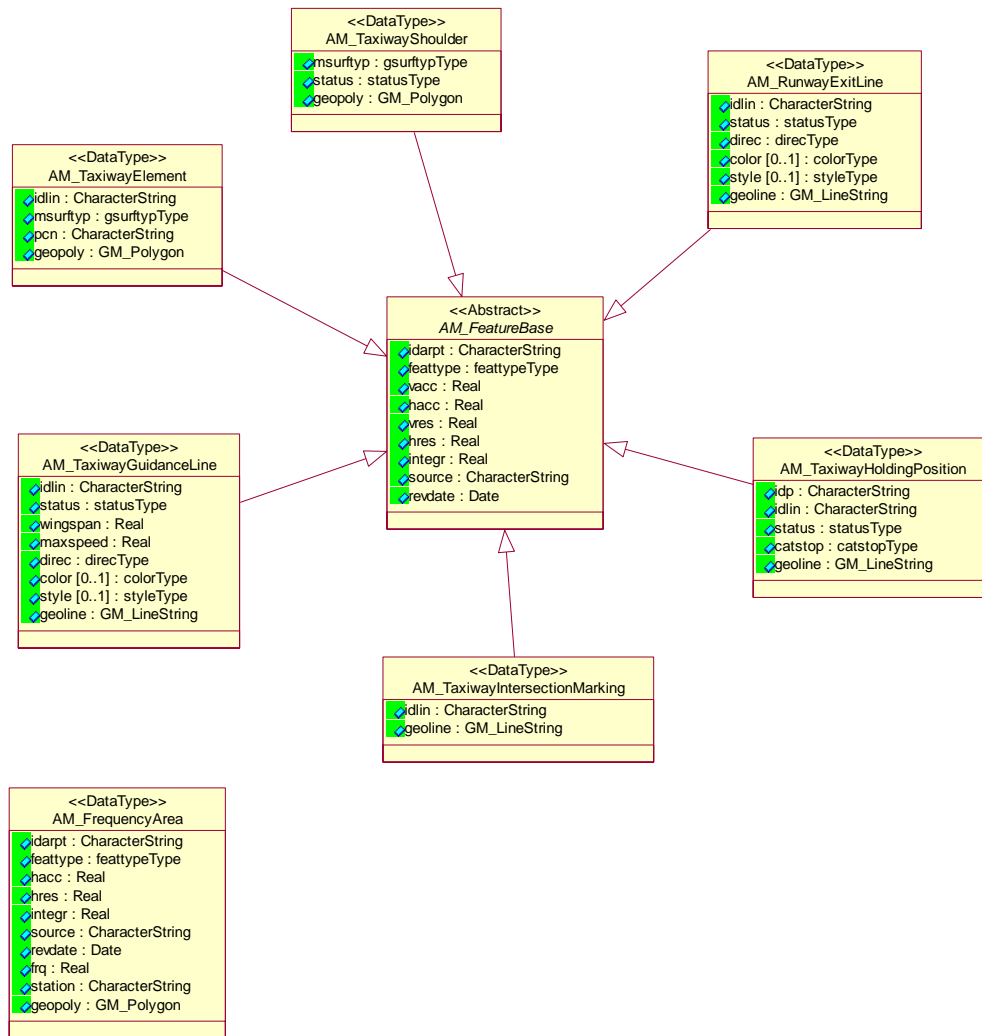 <<DataType>>
AM_TaxiwayShoulder
msurftyp : gsurftypType
status : statusType
geopoly : GM_Polygon
<<DataType>>
AM_RunwayExitLine
idlin : CharacterString
status : statusType
direc : direcType
color [0..1] : colorType
style [0..1] : styleType
geoline : GM_LineString
<<DataType>>
AM_TaxiwayElement
idlin : CharacterString
msurftyp : gsurftypType
pcn : CharacterString
geopoly : GM_Polygon
<<Abstract>>
AM_FeatureBase
idarpt : CharacterString
feattype : feattypeType
vacc : Real
hacc : Real
vres : Real
hres : Real
integr : Real
source : CharacterString
revdate : Date
<<DataType>>
AM_TaxiwayGuidanceLine
idlin : CharacterString
status : statusType
wingspan : Real
maxspeed : Real
direc : direcType
color [0..1] : colorType
style [0..1] : styleType
geoline : GM_LineString
<<DataType>>
AM_TaxiwayHoldingPosition
idp : CharacterString
idlin : CharacterString
status : statusType
catstop : catstopType
geoline : GM_LineString
<<DataType>>
AM_TaxiwayIntersectionMarking
idlin : CharacterString
geoline : GM_LineString
<<DataType>>
AM_FrequencyArea
idarpt : CharacterString
feattype : feattypeType
hacc : Real
hres : Real
integr : Real
source : CharacterString
revdate : Date
frq : Real
station : CharacterString
geopoly : GM_Polygon